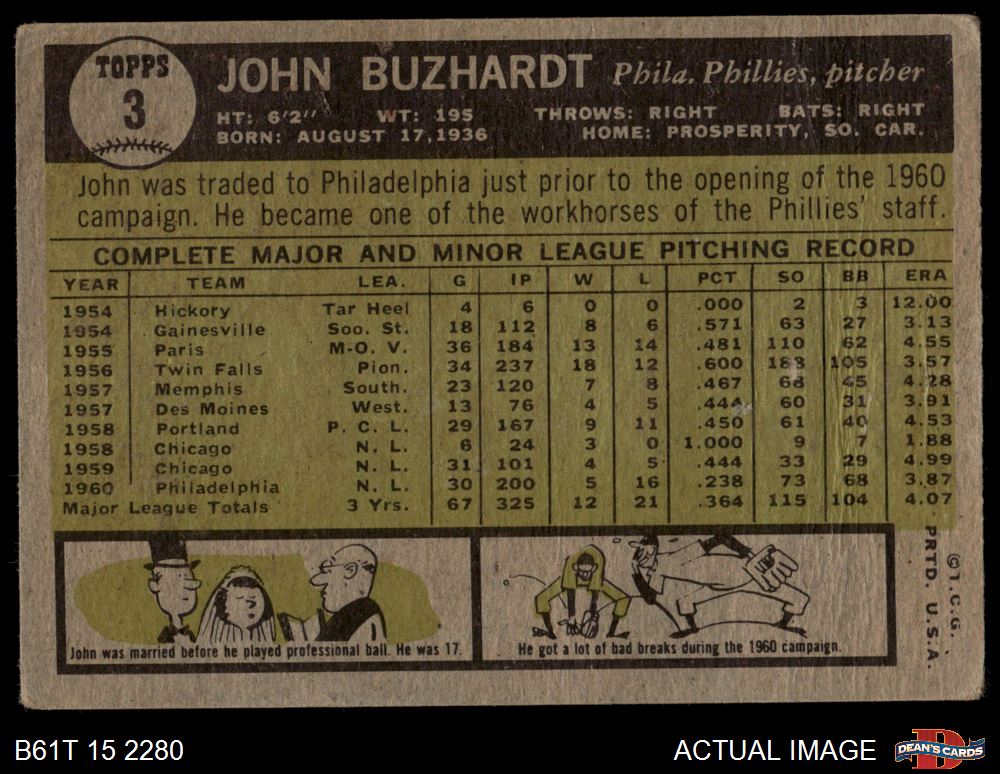 TOPPS
3
JOHN BUZHARDT Phila. Phillies, pitcher
HT: 6'2" WT: 195 THROWS: RIGHT BATS: RIGHT
BORN: AUGUST 17, 1936 HOME: PROSPERITY, SO. CAR.
John was traded to Philadelphia just prior to the opening of the 1960
campaign. He became one of the workhorses of the Phillies' staff.
COMPLETE MAJOR AND MINOR LEAGUE PITCHING RECORD
YEAR TEAM LEA. G IP W L PCT SO BB ERA
1954 Hickory Tar Heel 4 6 0 0 .000 2 3 12.00
1954 Gainesville Soo. St. 18 112 8 6 .571 63 27 3.13
1955 Paris M-O. V. 36 184 13 14 .481 110 62 4.55
1956 Twin Falls Pion. 34 237 18 12 .600 183 105 3.57
1957 Memphis South. 23 120 7 8 .467 68 45 4.28
1957 Des Moines West. 13 76 4 5 .444 60 31 3.91
1958 Portland P. C. L. 29 167 9 11 .450 61 40 4.53
1958 Chicago N. L. 6 24 3 0 1.000 9 7 1.88
1959 Chicago N. L. 31 101 4 5 .444 33 29 4.99
1960 Philadelphia N. L. 30 200 5 16 .238 73 68 3.87
Major League Totals 3 Yrs. 67 325 12 21 .364 115 104 4.07
John was married before he played professional ball. He was 17.
He got a lot of bad breaks during the 1960 campaign.
©T.C.G.
PRTD. U.S.A.
B61T 15 2280
ACTUAL IMAGE
DEAN'S CARDS